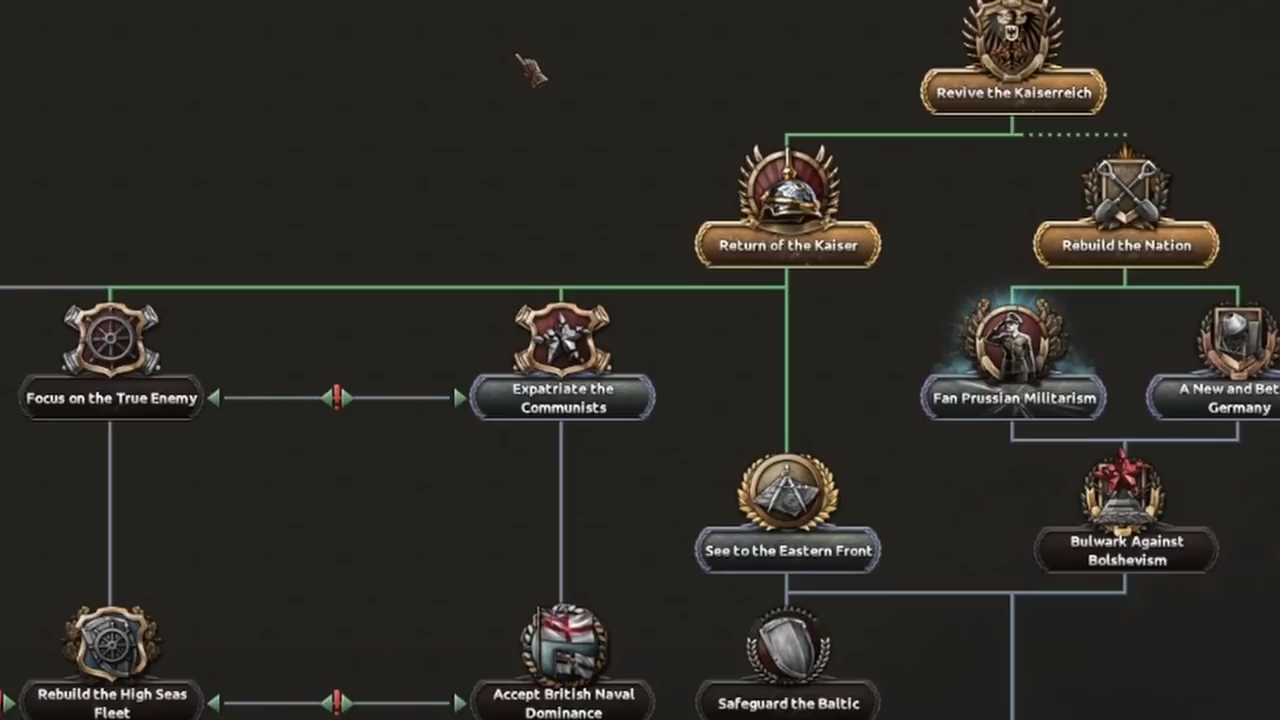 Revive the Kaiserreich
Return of the Kaiser
Rebuild the Nation
Focus on the True Enemy
Expatriate the
Communists
Fan Prussian Militarism
A New and Bet
Germany
See to the Eastern Front
Bulwark Against
Bolshevism
Rebuild the High Seas
Fleet
Accept British Naval
Dominance
Safeguard the Baltic